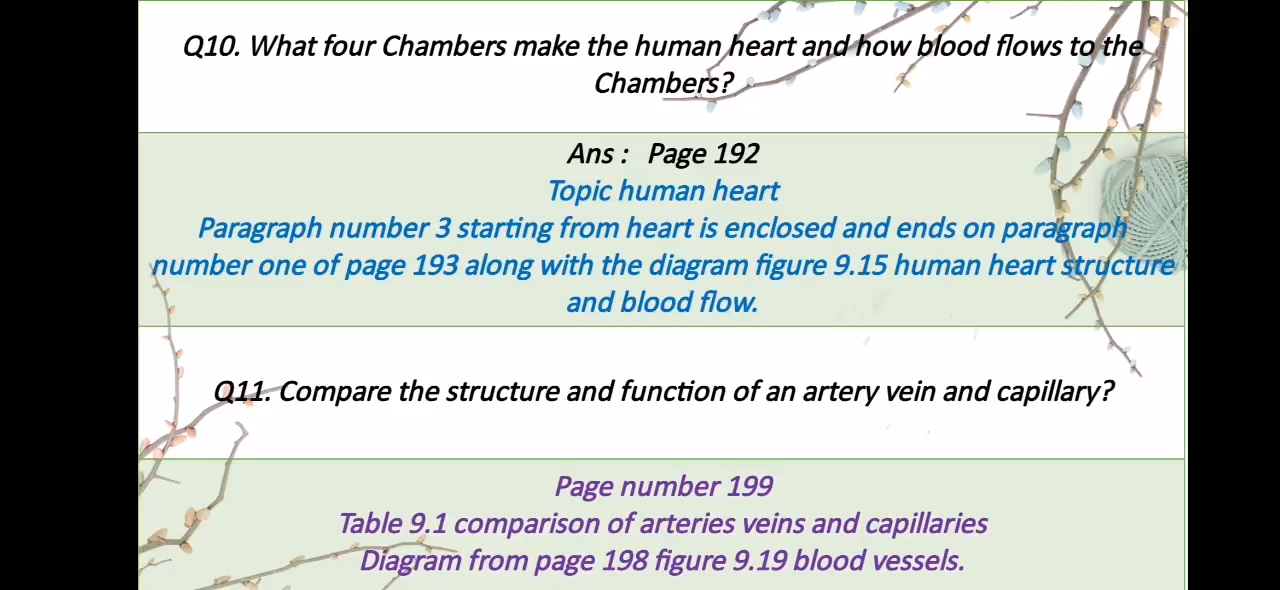 Q10. What four Chambers make the human heart and how blood flows to the
Chambers?
Ans : Page 192
Topic human heart
Paragraph number 3 starting from heart is enclosed and ends on paragraph
number one of page 193 along with the diagram figure 9.15 human heart structure
and blood flow.
Q11. Compare the structure and function of an artery vein and capillary?
Page number 199
Table 9.1 comparison of arteries veins and capillaries
Diagram from page 198 figure 9.19 blood vessels.